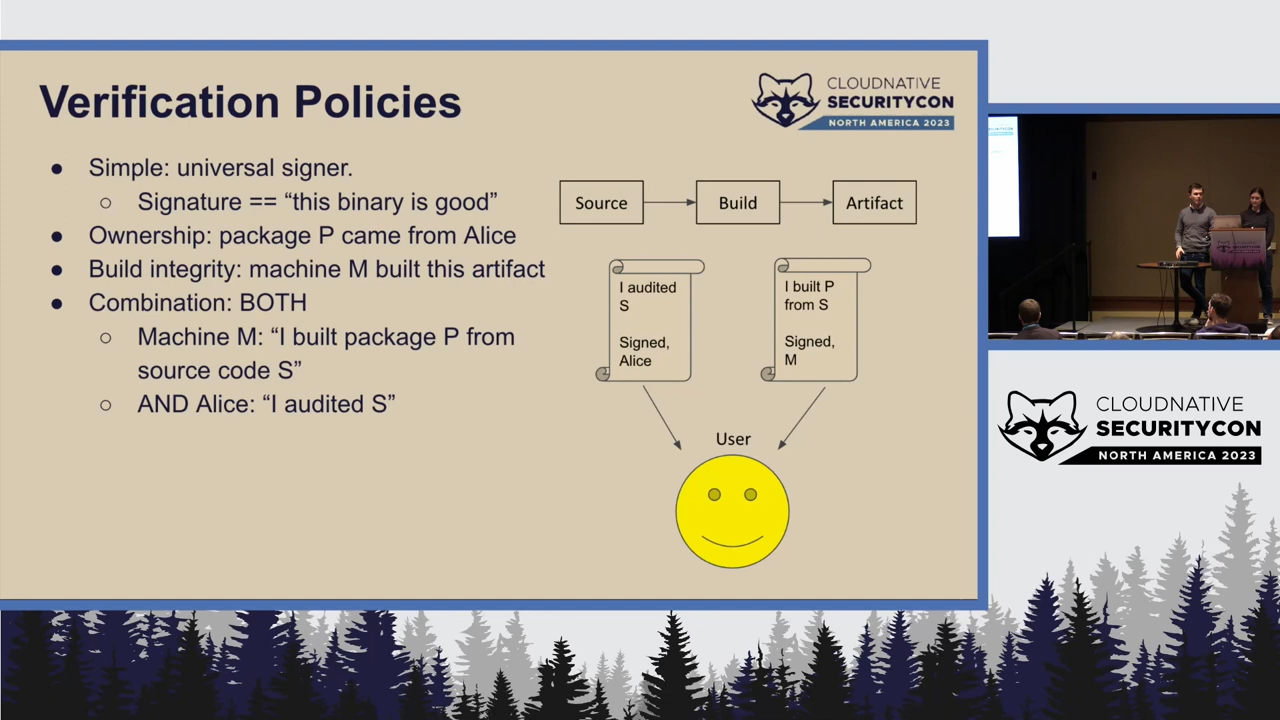 Verification Policies
CLOUDNATIVE
SECURITYCON
NORTH AMERICA 2023
● Simple: universal signer.
○ Signature == “this binary is good”
● Ownership: package P came from Alice
● Build integrity: machine M built this artifact
● Combination: BOTH
○ Machine M: “I built package P from
source code S”
○ AND Alice: “I audited S”
Source
Build
Artifact
I audited
S
Signed,
Alice
I built P
from S
Signed,
M
User
CLOUDNATIVE
SECURITYCON
NORTH AMERICA 2023